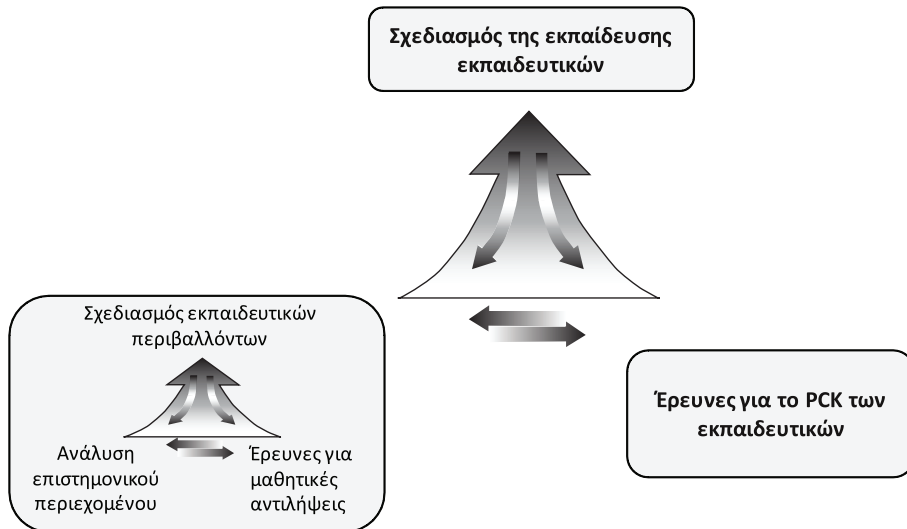 Σχεδιασμός της εκπαίδευσης
εκπαιδευτικών
Σχεδιασμός εκπαιδευτικών
περιβαλλόντων
Ανάλυση
επιστημονικού
περιεχομένου
Έρευνες για
μαθητικές
αντιλήψεις
Έρευνες για το PCK των
εκπαιδευτικών